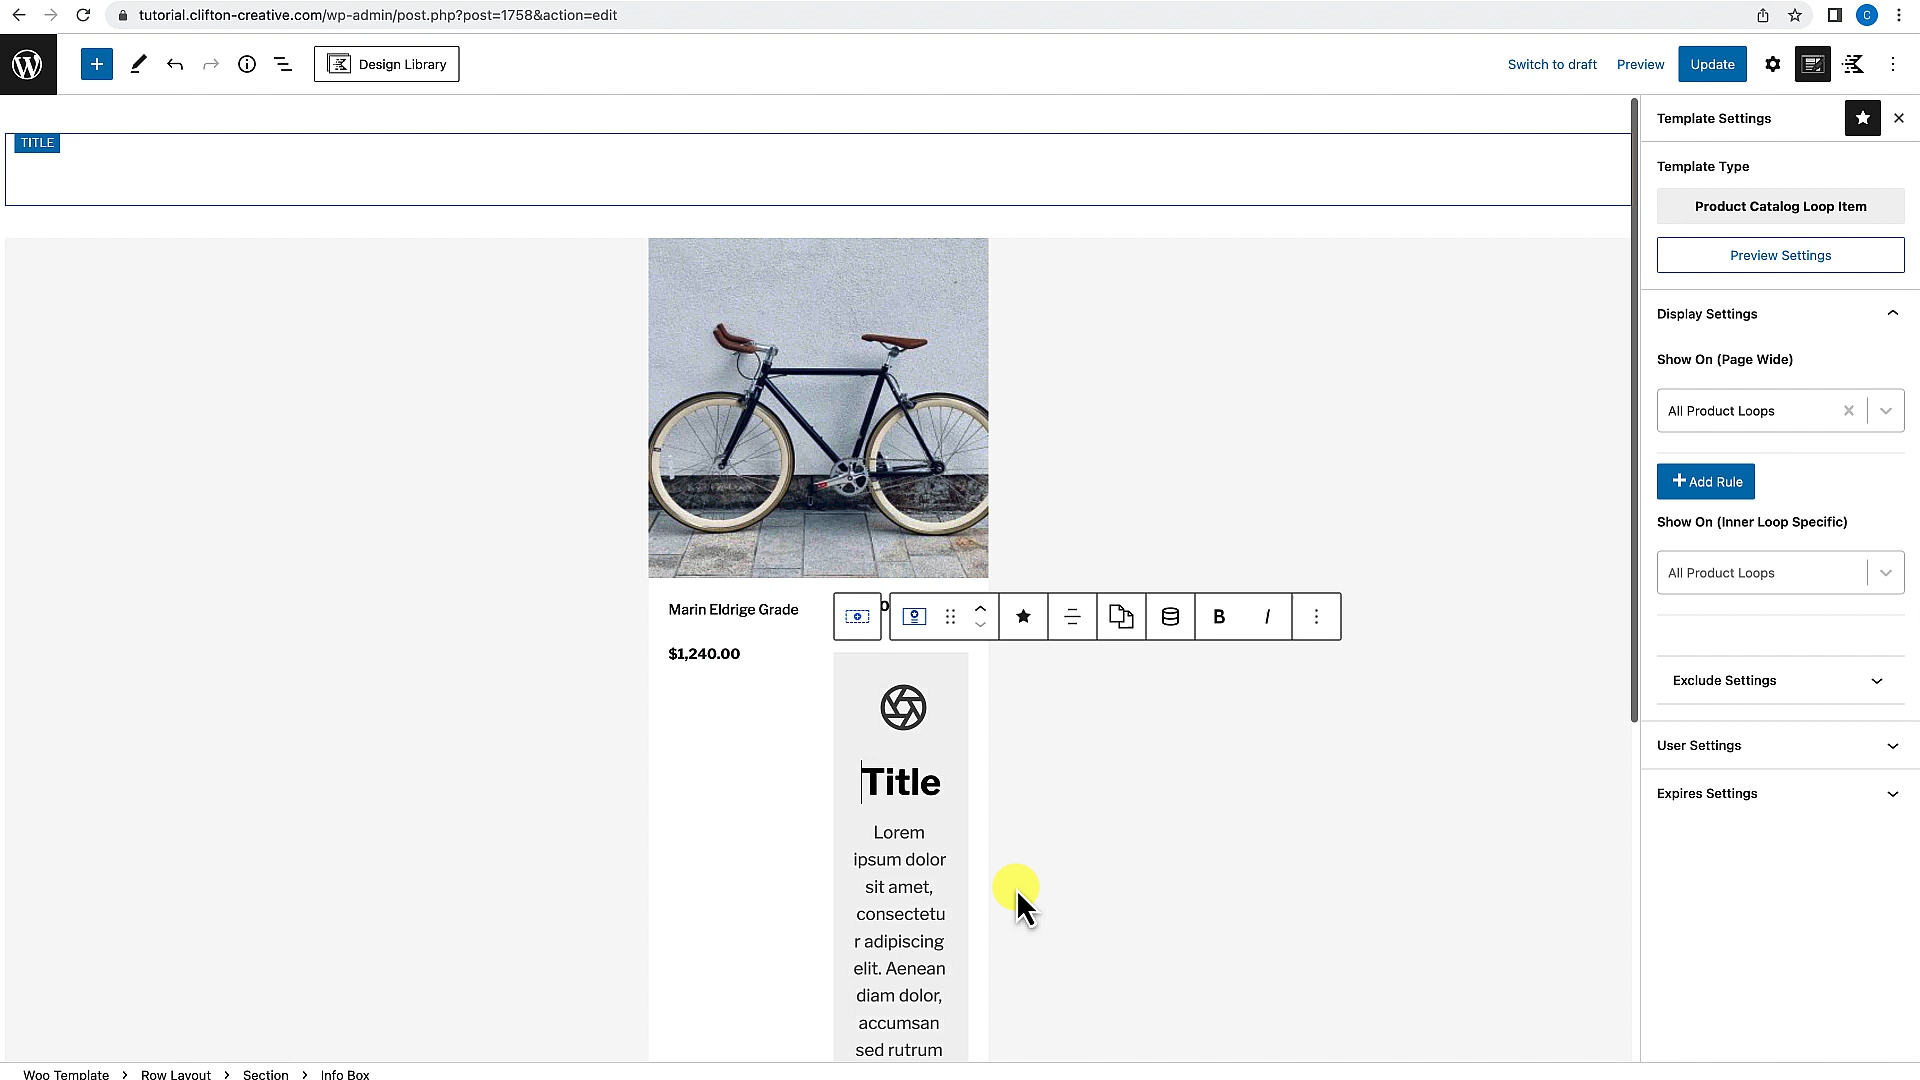 tutorial.clifton-creative.com/wp-admin/post.php?post=1758&action=edit
C
Design Library
Switch to draft
Preview
Update
TITLE
Template Settings
Template Type
Product Catalog Loop Item
Preview Settings
Display Settings
Show On (Page Wide)
All Product Loops
Add Rule
Show On (Inner Loop Specific)
All Product Loops
Exclude Settings
User Settings
Expires Settings
Marin Eldrige Grade
$1,240.00
B I
Title
Lorem
ipsum dolor
sit amet,
consectetu
r adipiscing
elit. Aenean
diam dolor,
accumsan
sed rutrum
Woo Template > Row Layout > Section > Info Box